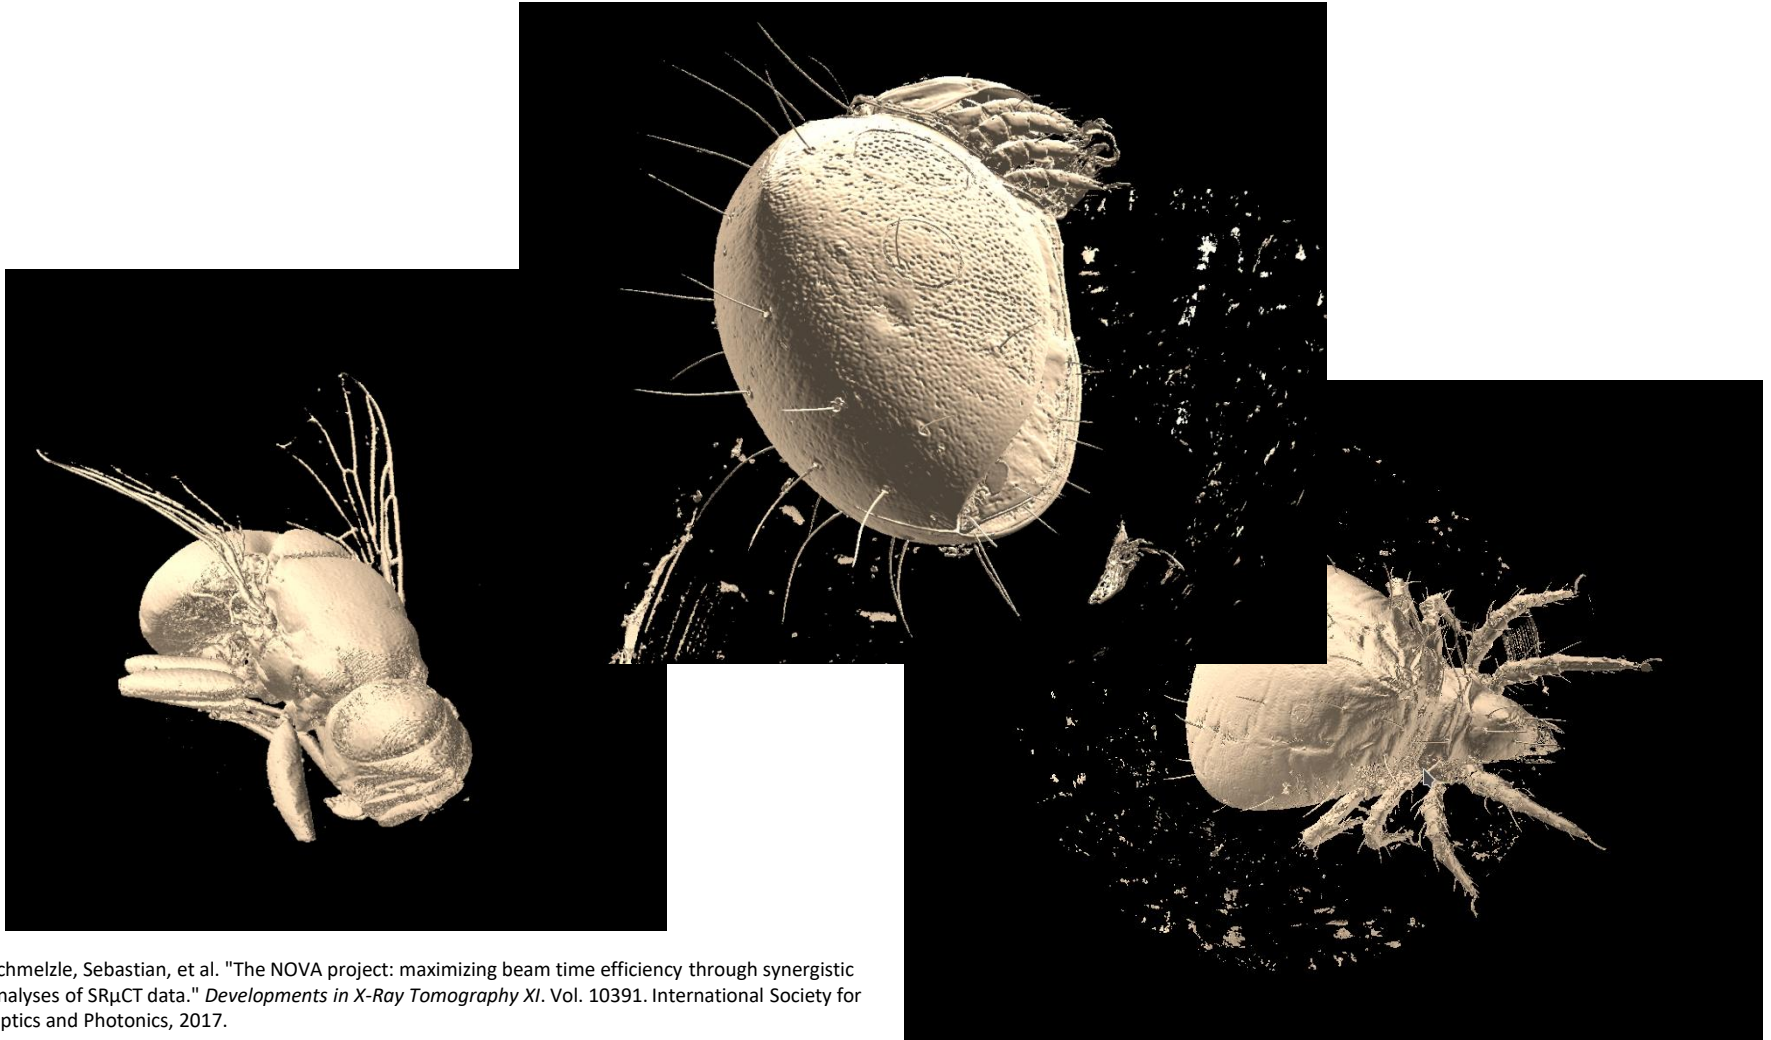 chmelzle, Sebastian, et al. "The NOVA project: maximizing beam time efficiency through synergistic
nalyses of SRμCT data." Developments in X-Ray Tomography XI. Vol. 10391. International Society for
ptics and Photonics, 2017.